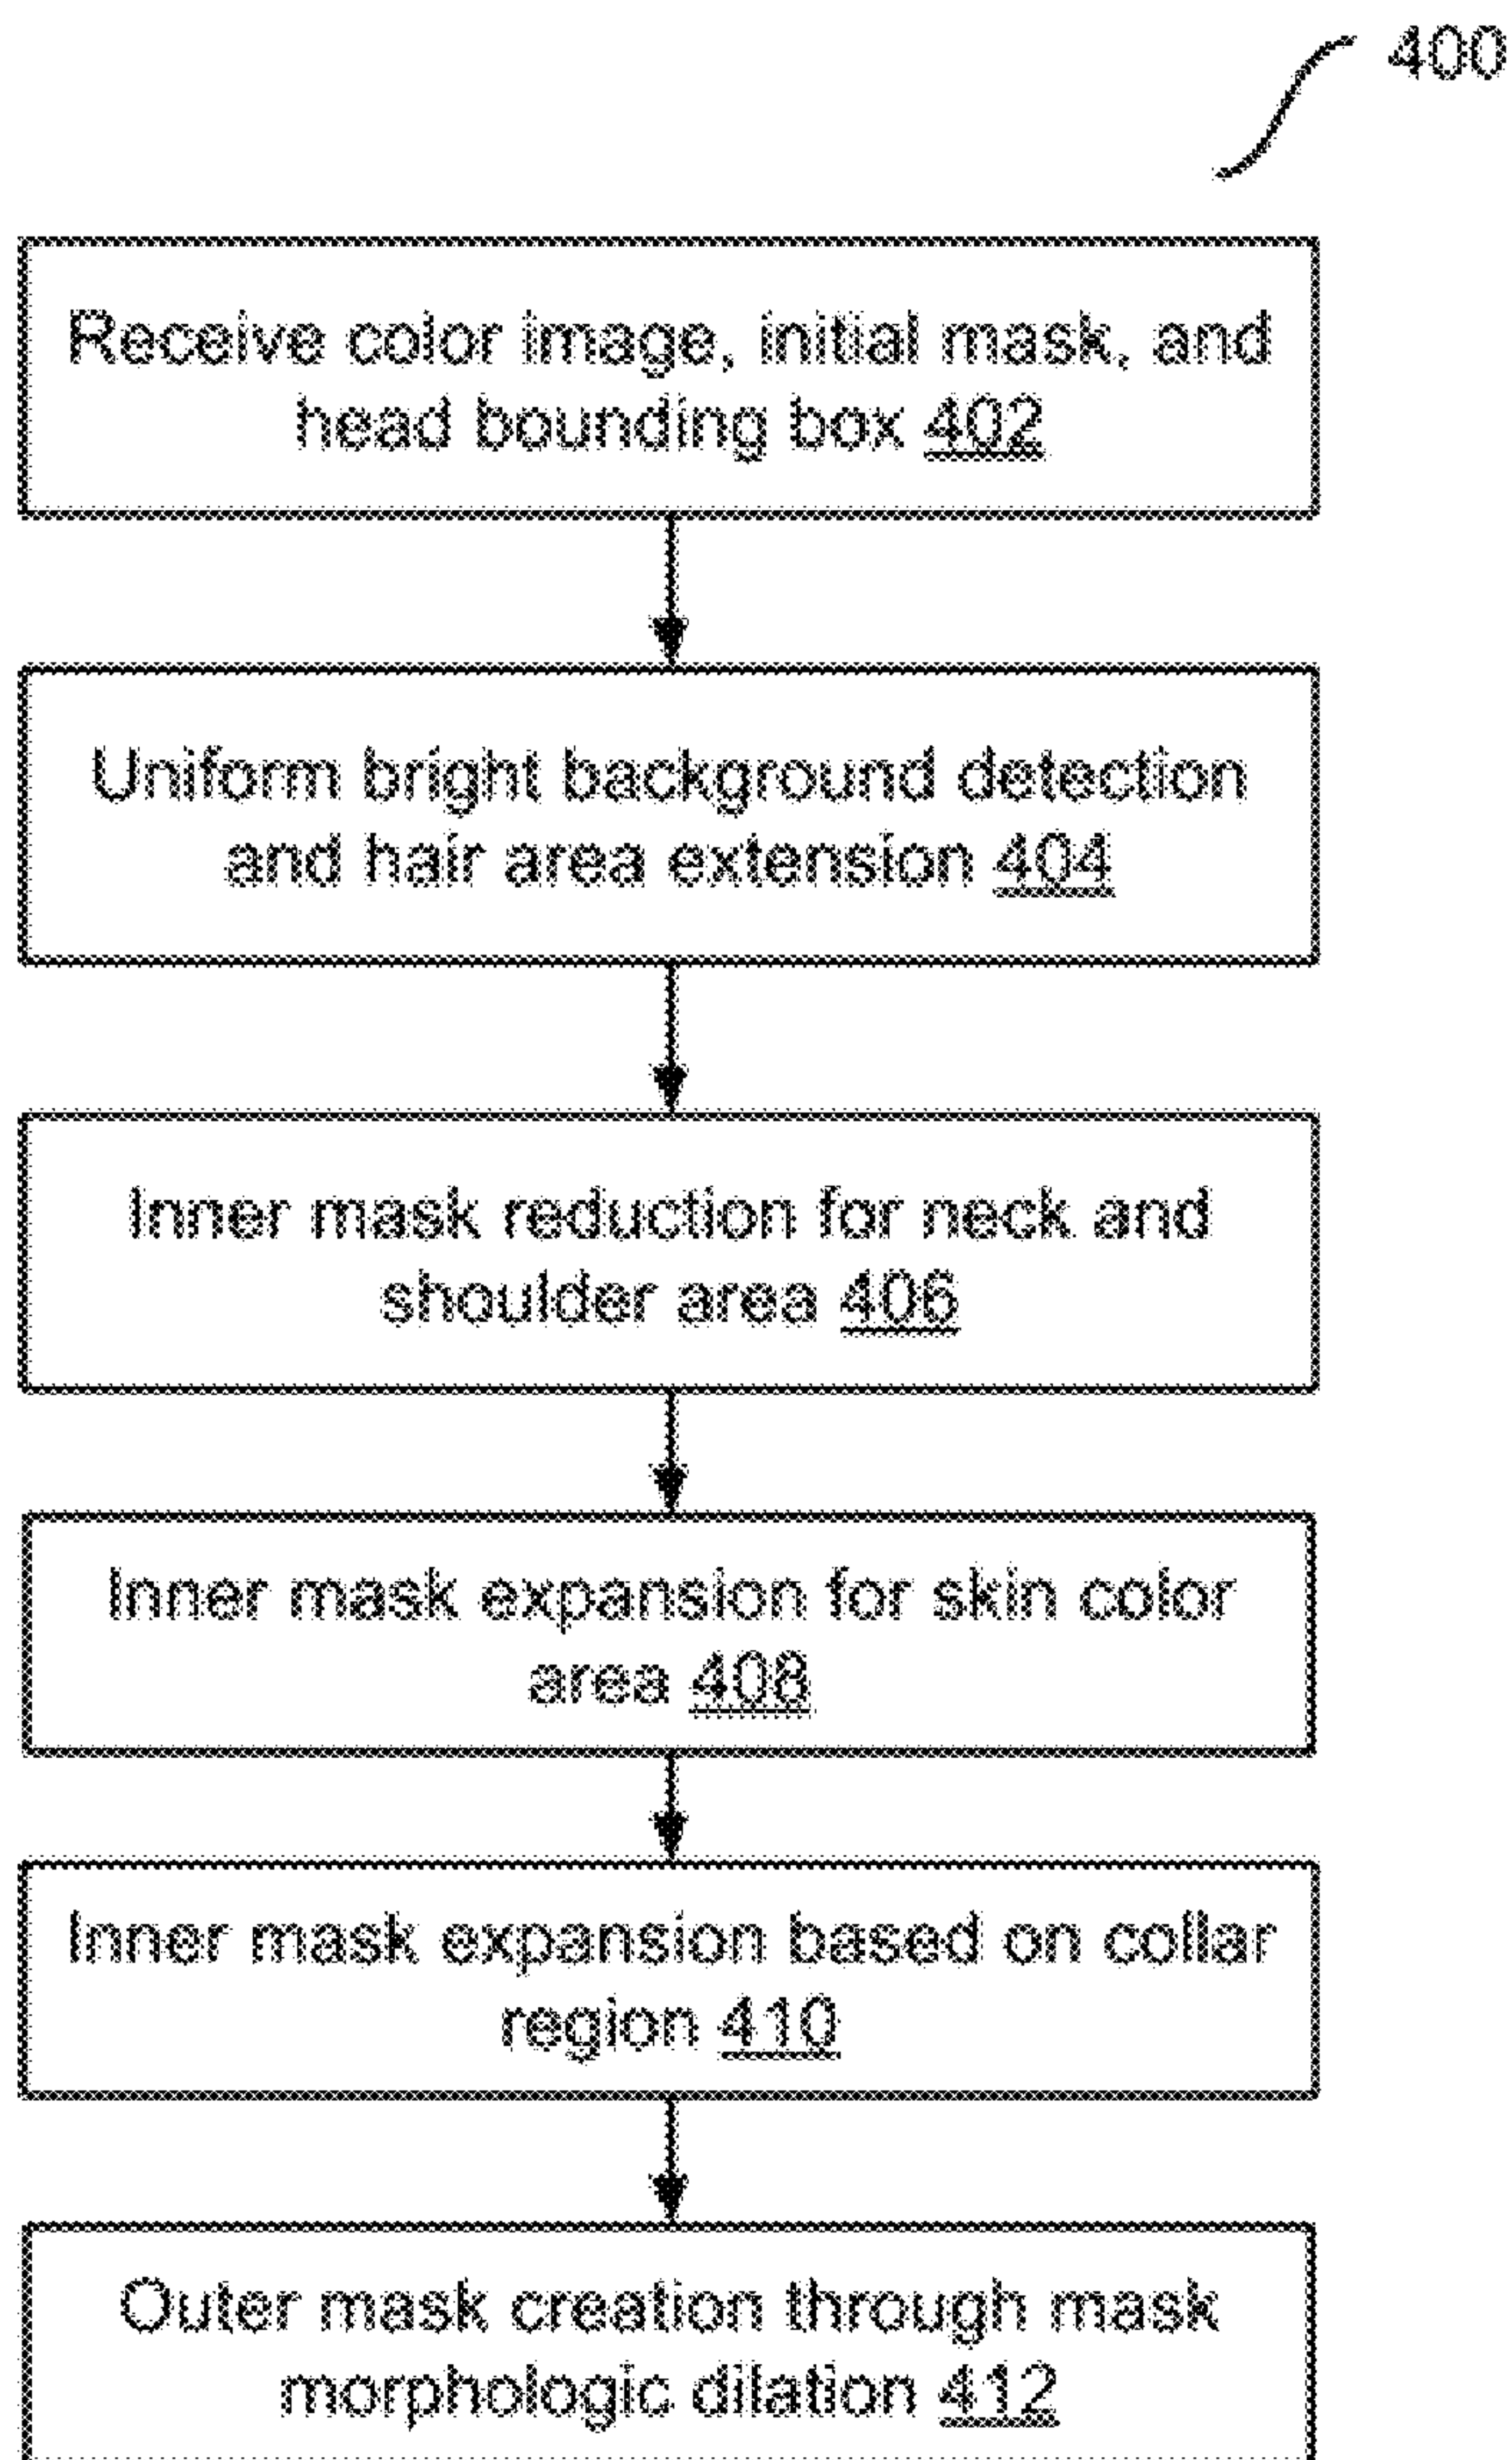 400
Receive color image, initial mask, and
head bounding box 402
Uniform bright background detection
and hair area extension 404
Inner mask reduction for neck and
shoulder area 406
Inner mask expansion for skin color
area 408
Inner mask expansion based on collar
region 410
Outer mask creation through mask
morphologic dilation 412